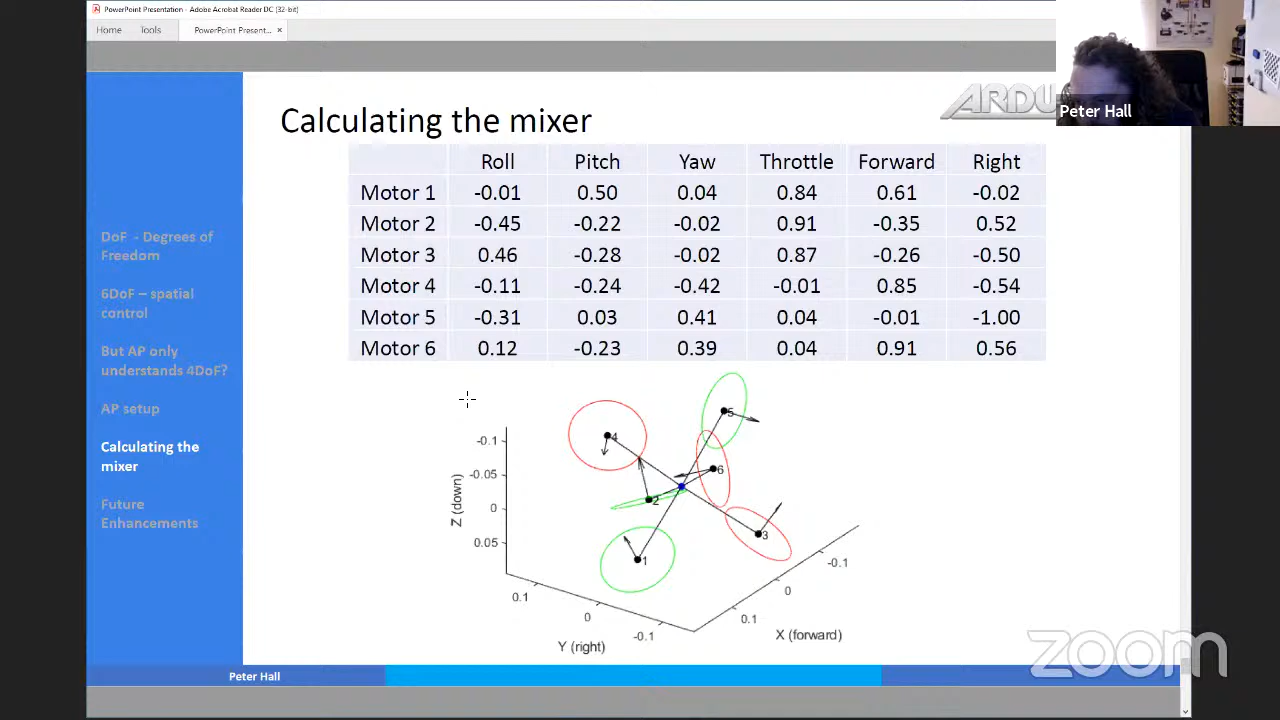 PowerPoint Presentation - Adobe Acrobat Reader DC (32-bit)
Home Tools PowerPoint Present... ×
ARDU
Peter Hall
Calculating the mixer
Roll Pitch Yaw Throttle Forward Right
Motor 1 -0.01 0.50 0.04 0.84 0.61 -0.02
Motor 2 -0.45 -0.22 -0.02 0.91 -0.35 0.52
Motor 3 0.46 -0.28 -0.02 0.87 -0.26 -0.50
Motor 4 -0.11 -0.24 -0.42 -0.01 0.85 -0.54
Motor 5 -0.31 0.03 0.41 0.04 -0.01 -1.00
Motor 6 0.12 -0.23 0.39 0.04 0.91 0.56
DoF - Degrees of
Freedom
6DoF – spatial
control
But AP only
understands 4DoF?
AP setup
Calculating the
mixer
Future
Enhancements
-0.1
-0.05
0
0.05
Z (down)
0.1
0
-0.1
Y (right)
0.1
0
-0.1
X (forward)
4
5
6
2
3
1
zoom
Peter Hall